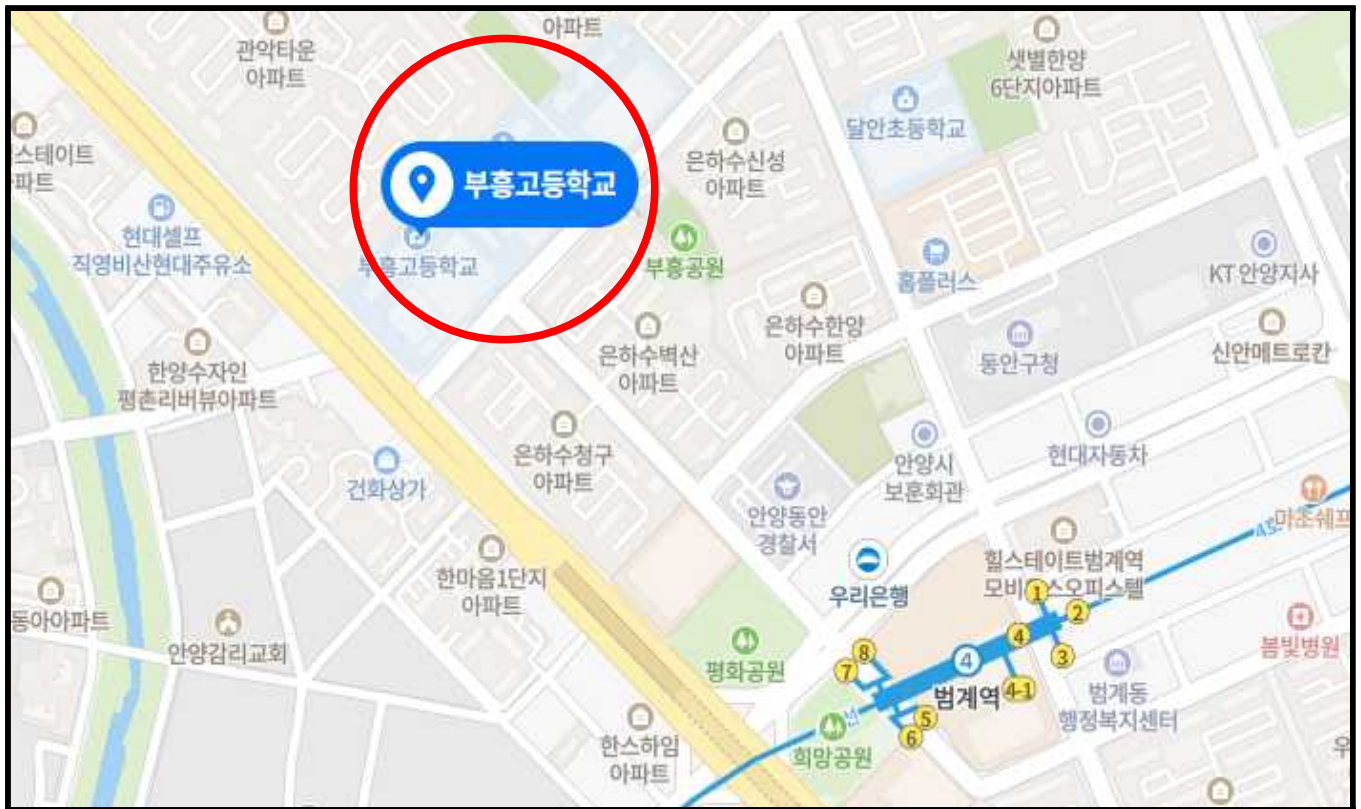 관악타운
아파트
아파트
샛별한양
6단지아파트
스테이트
파트
부흥고등학교
은하수신성
아파트
달안초등학교
현대셀프
직영비산현대주유소
부흥고등학교
부흥공원
홈플러스
KT 안양지사
한양수자인
평촌리버뷰아파트
은하수벽산
아파트
은하수한양
아파트
동안구청
신안메트로칸
건화상가
은하수청구
아파트
안양시
보훈회관
현대자동차
안양동안
경찰서
우리은행
힐스테이트범계역
동아아파트
한마음1단지
아파트
안양감리교회
평화공원
1
2
3
4
4
4-1
5
6
7
8
범계역
범계동
행정복지센터
봄빛병원
한스하임
아파트
희망공원